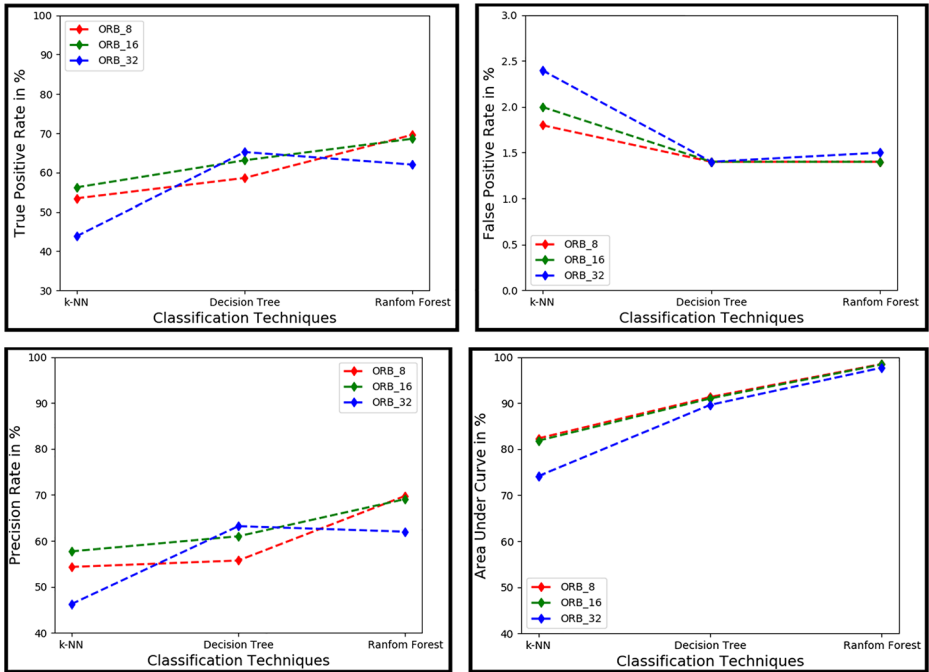 100
90
80
70
60
50
40
30
True Positive Rate in %
ORB_8
ORB_16
ORB_32
k-NN Decision Tree Ranfom Forest
Classification Techniques
3.0
2.5
2.0
1.5
1.0
0.5
0.0
False Positive Rate in %
ORB_8
ORB_16
ORB_32
k-NN Decision Tree Ranfom Forest
Classification Techniques
100
90
80
70
60
50
40
Precision Rate in %
ORB_8
ORB_16
ORB_32
k-NN Decision Tree Ranfom Forest
Classification Techniques
100
90
80
70
60
50
40
Area Under Curve in %
ORB_8
ORB_16
ORB_32
k-NN Decision Tree Ranfom Forest
Classification Techniques